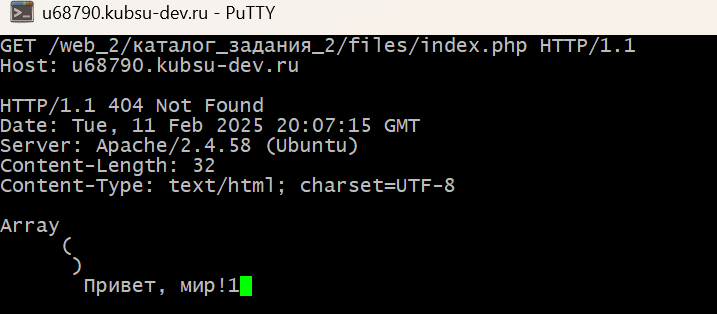 u68790.kubsu-dev.ru - PuTTY
GET /web_2/каталог_задания_2/files/index.php HTTP/1.1
Host: u68790.kubsu-dev.ru
HTTP/1.1 404 Not Found
Date: Tue, 11 Feb 2025 20:07:15 GMT
Server: Apache/2.4.58 (Ubuntu)
Content-Length: 32
Content-Type: text/html; charset=UTF-8
Array
(
)
Привет, мир!1